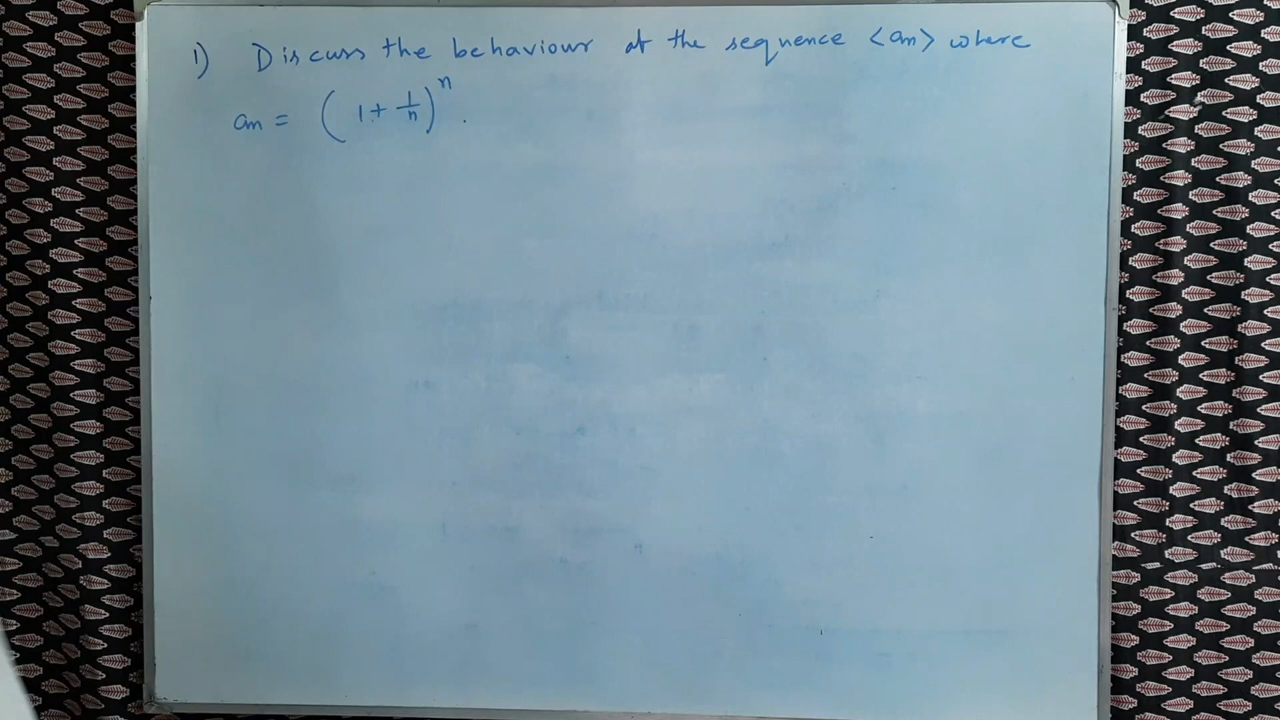 1) Discuss the behaviour of the sequence <an> where
an = (1 + 1/n)^n.